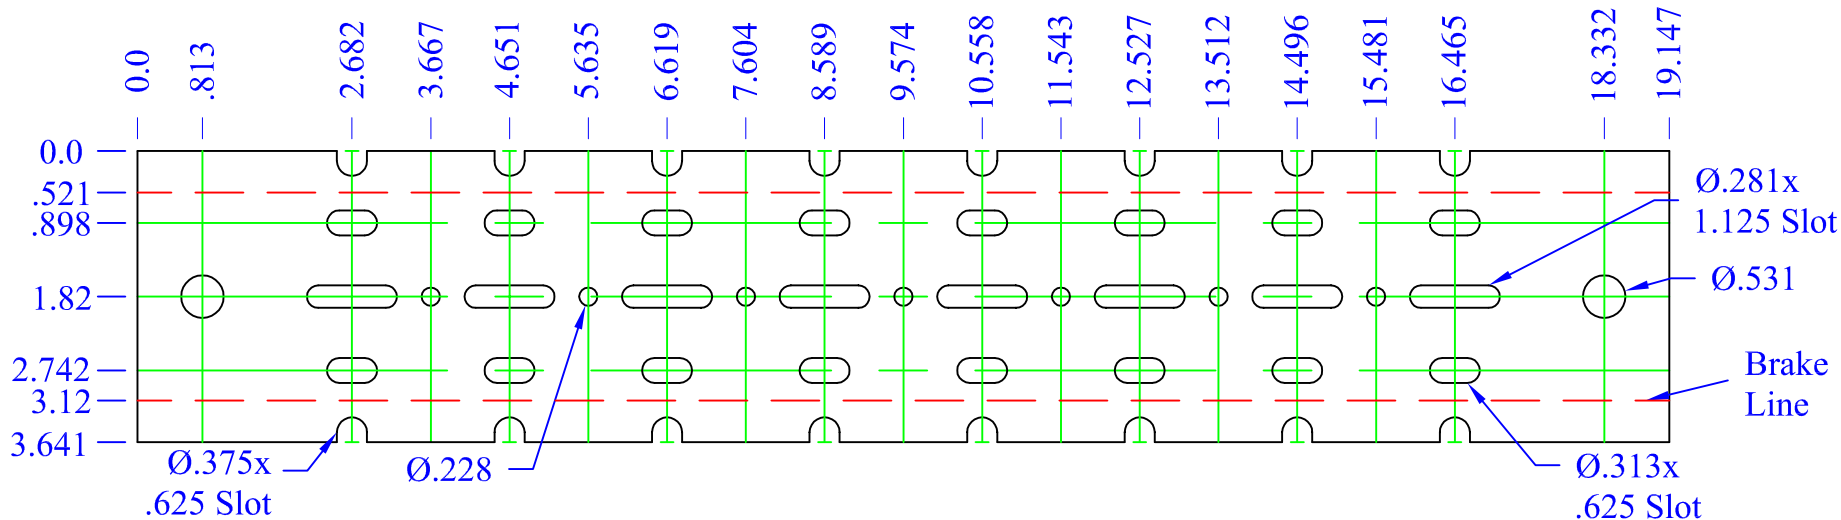 0.0
.813
2.682
3.667
4.651
5.635
6.619
7.604
8.589
9.574
10.558
11.543
12.527
13.512
14.496
15.481
16.465
18.332
19.147
0.0
.521
.898
1.82
2.742
3.12
3.641
Ø.281x
1.125 Slot
Ø.531
Brake
Line
Ø.375x
.625 Slot
Ø.228
Ø.313x
.625 Slot